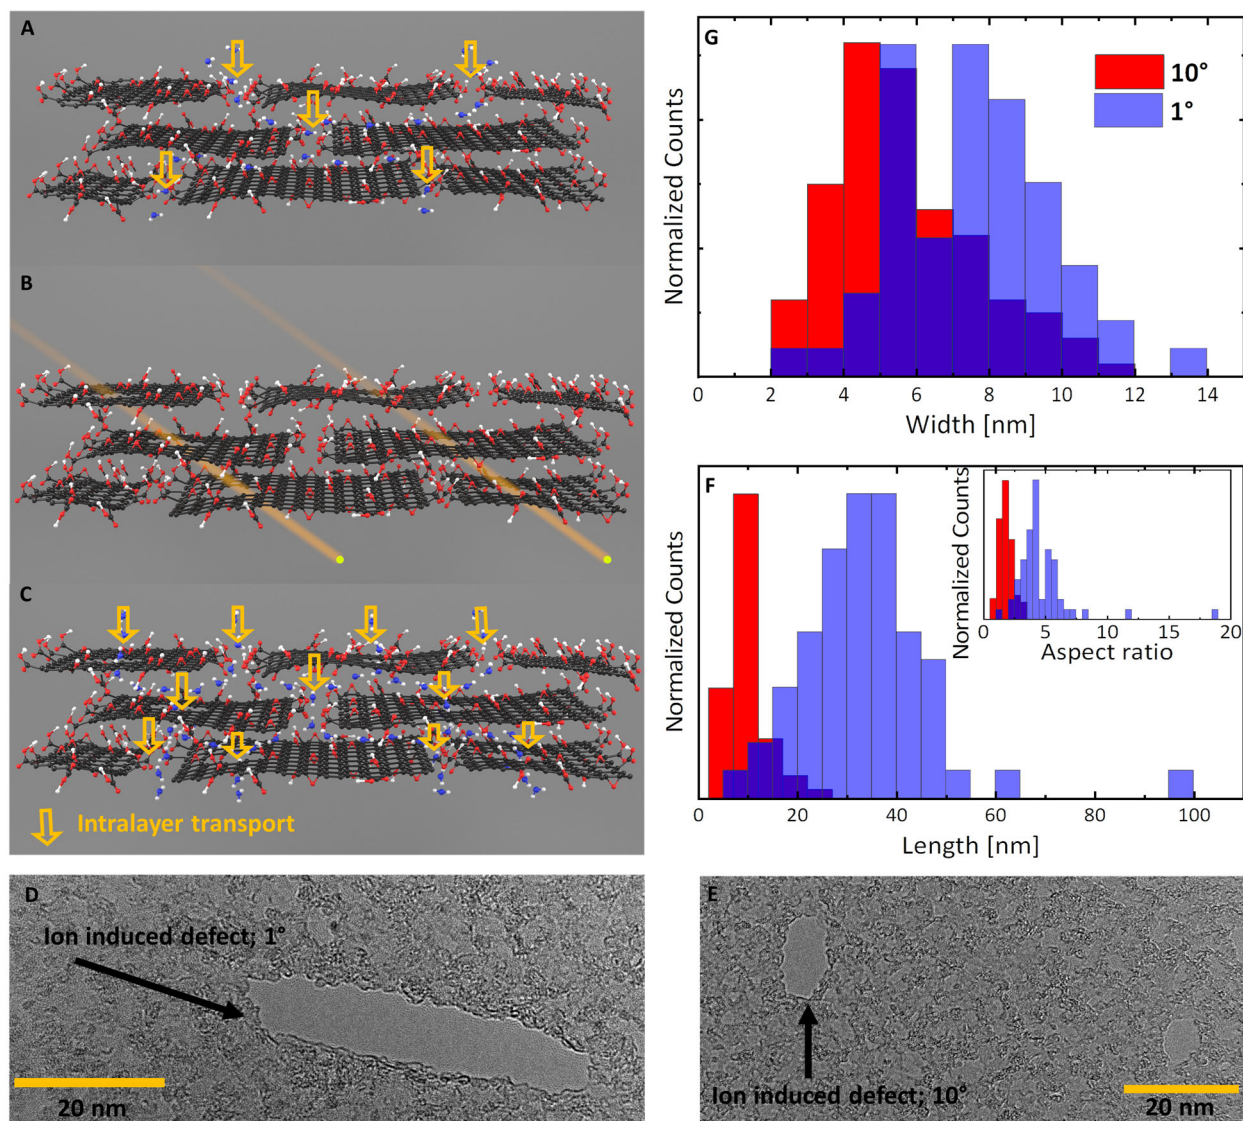 A
B
C
Intralayer transport
D
Ion induced defect; 1°
20 nm
G
10°
1°
Normalized Counts
0 2 4 6 8 10 12 14
Width [nm]
F
Normalized Counts
0 20 40 60 80 100
Length [nm]
Normalized Counts
0 5 10 15 20
Aspect ratio
E
Ion induced defect; 10°
20 nm